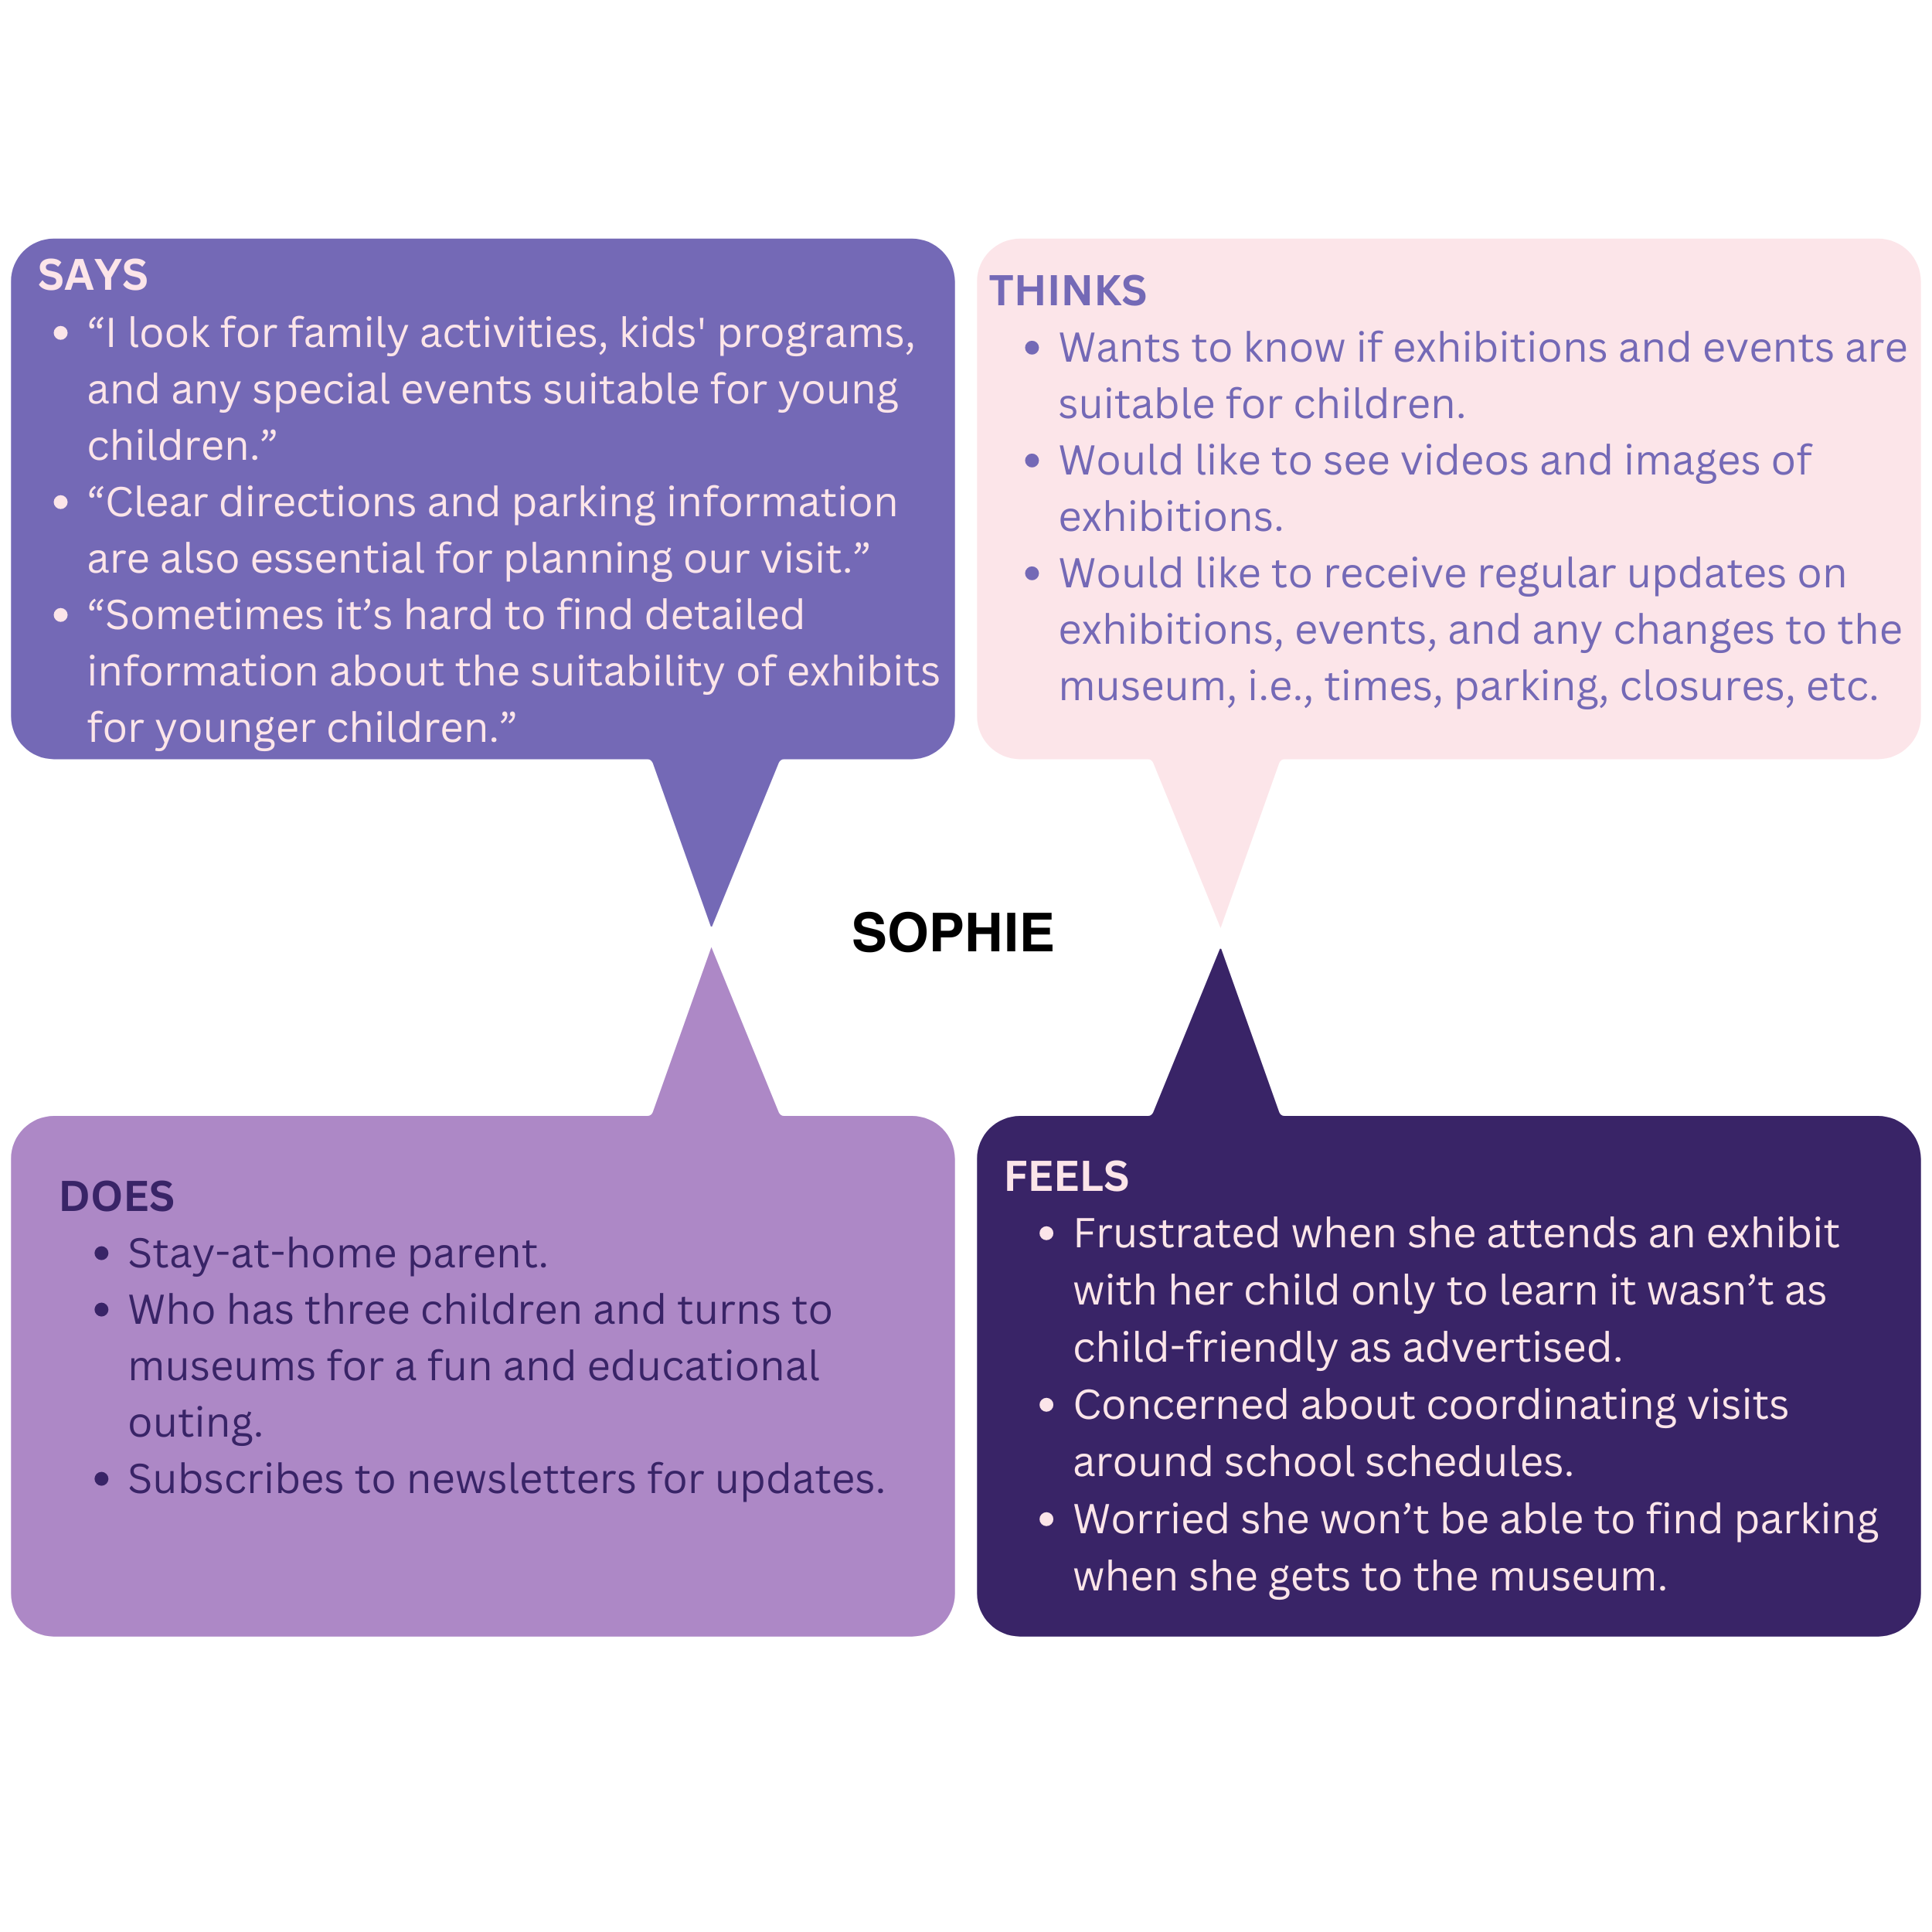 SAYS
• “I look for family activities, kids' programs,
and any special events suitable for young
children.”
• “Clear directions and parking information
are also essential for planning our visit.”
• “Sometimes it’s hard to find detailed
information about the suitability of exhibits
for younger children.”
THINKS
• Wants to know if exhibitions and events are
suitable for children.
• Would like to see videos and images of
exhibitions.
• Would like to receive regular updates on
exhibitions, events, and any changes to the
museum, i.e., times, parking, closures, etc.
SOPHIE
DOES
• Stay-at-home parent.
• Who has three children and turns to
museums for a fun and educational
outing.
• Subscribes to newsletters for updates.
FEELS
• Frustrated when she attends an exhibit
with her child only to learn it wasn’t as
child-friendly as advertised.
• Concerned about coordinating visits
around school schedules.
• Worried she won’t be able to find parking
when she gets to the museum.